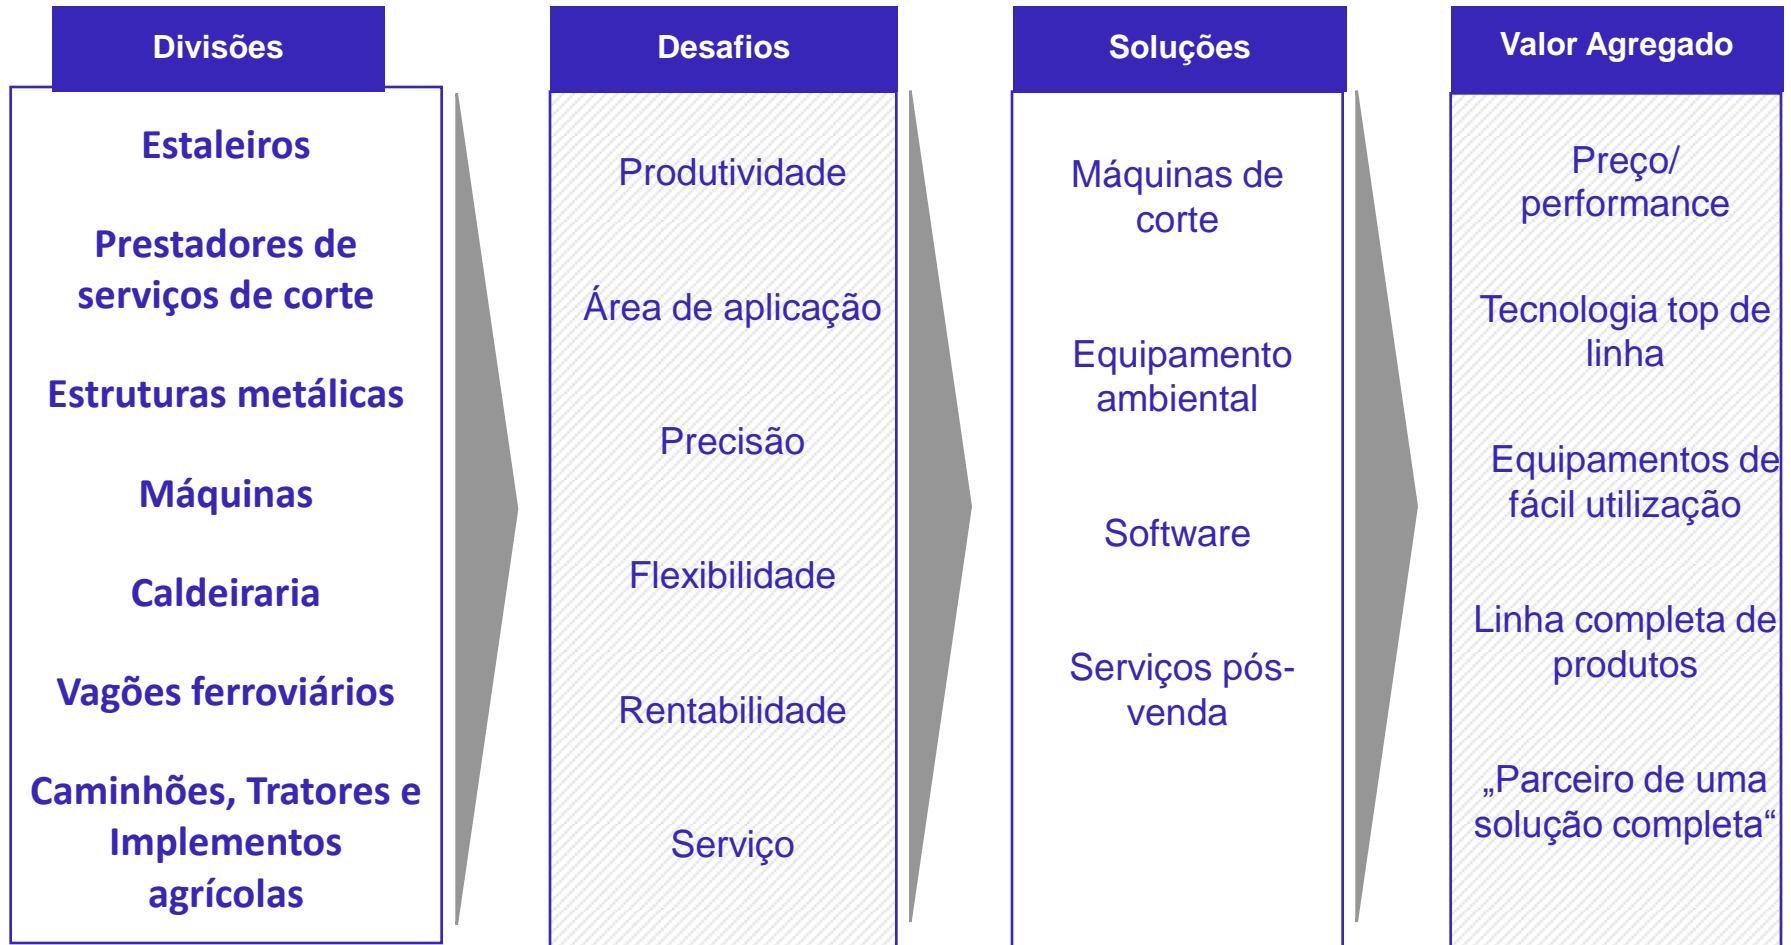 Divisões
Estaleiros
Prestadores de
serviços de corte
Estruturas metálicas
Máquinas
Caldeiraria
Vagões ferroviários
Caminhões, Tratores e
Implementos
agrícolas
Desafios
Produtividade
Área de aplicação
Precisão
Flexibilidade
Rentabilidade
Serviço
Soluções
Máquinas de
corte
Equipamento
ambiental
Software
Serviços pós-
venda
Valor Agregado
Preço/
performance
Tecnologia top de
linha
Equipamentos de
fácil utilização
Linha completa de
produtos
„Parceiro de uma
solução completa“